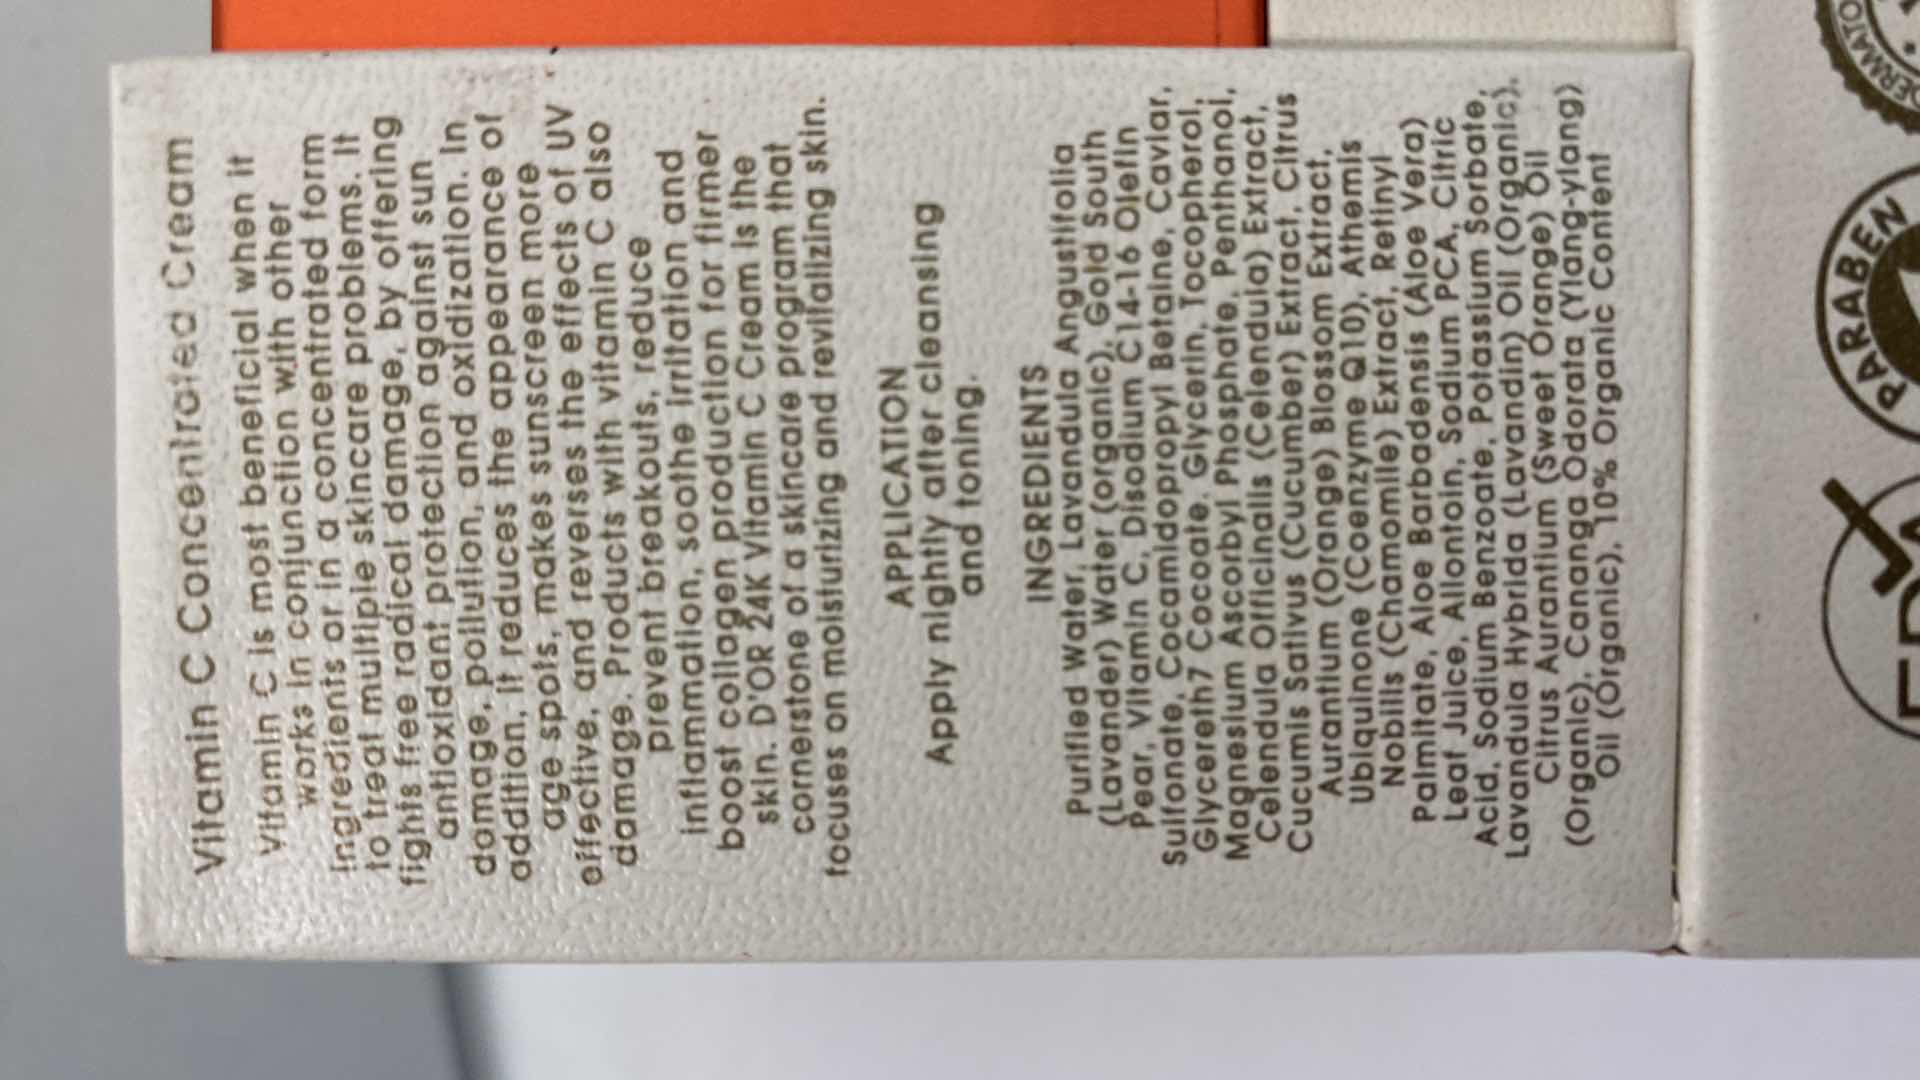 Vitamin C Concentrated Cream
Vitamin C is most beneficial when it
works in conjunction with other
ingredients or in a concentrated form
to treat multiple skincare problems. It
fights free radical damage, by offering
antioxidant protection against sun
damage, pollution, and oxidization. In
addition, it reduces the appearance of
age spots, makes sunscreen more
effective, and reverses the effects of UV
damage. Products with vitamin C also
prevent breakouts, reduce
inflammation, soothe irritation and
boost collagen production for firmer
skin. D'OR 24K Vitamin C Cream is the
cornerstone of a skincare program that
focuses on moisturizing and revitalizing skin.
APPLICATION
Apply nightly after cleansing
and toning.
INGREDIENTS
Purified Water, Lavandula Angustifolia
(Lavander) Water (organic), Gold South
Pear, Vitamin C, Disodium C14-16 Olefin
Sulfonate, Cocamidopropyl Betaine, Caviar,
Glycereth7 Cocoate, Glycerin, Tocopherol,
Magnesium Ascorbyl Phosphate, Penthanol,
Celendula Officinalis (Celendula) Extract,
Cucumis Sativus (Cucumber) Extract, Citrus
Aurantium (Orange) Blossom Extract,
Ubiquinone (Coenzyme Q10), Athemis
Nobilis (Chamomile) Extract, Retinyl
Palmitate, Aloe Barbadensis (Aloe Vera)
Leaf Juice, Allontoin, Sodium PCA, Citric
Acid, Sodium Benzoate, Potassium Sorbate,
Lavandula Hybrida (Lavandin) Oil (Organic),
Citrus Aurantium (Sweet Orange) Oil
(Organic), Cananga Odorata (Ylang-ylang)
Oil (Organic), 10% Organic Content
PARABEN